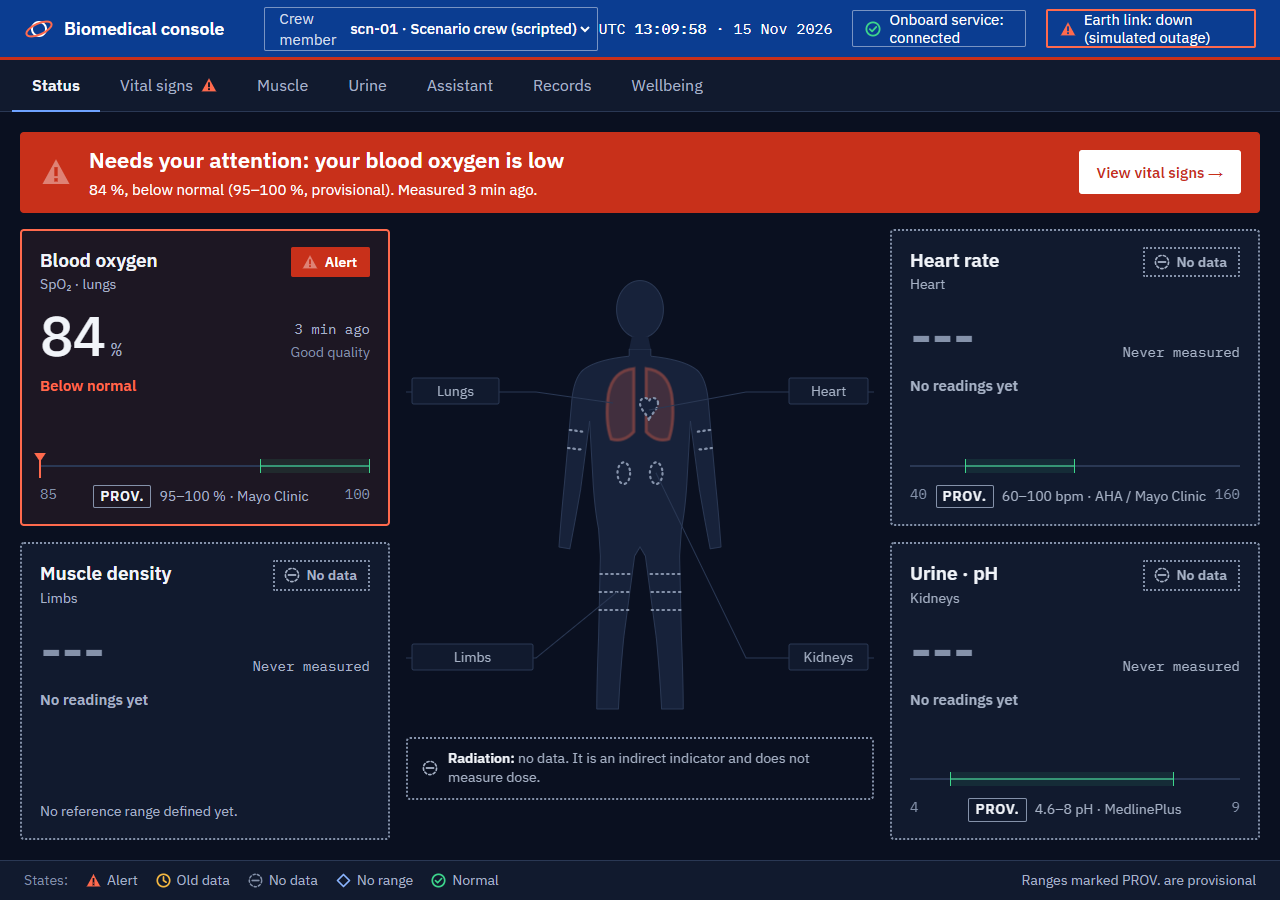 Biomedical console
Crew member
scn-01 · Scenario crew (scripted)
UTC 13:09:58 · 15 Nov 2026
Onboard service: connected
Earth link: down (simulated outage)
Status
Vital signs
Muscle
Urine
Assistant
Records
Wellbeing
Needs your attention: your blood oxygen is low
84 %, below normal (95–100 %, provisional). Measured 3 min ago.
View vital signs →
Blood oxygen
Alert
SpO₂ · lungs
84 %
3 min ago
Good quality
Below normal
85
PROV. 95–100 % · Mayo Clinic
100
Lungs
Heart
Limbs
Kidneys
Heart rate
No data
Heart
---
Never measured
No readings yet
40
PROV. 60–100 bpm · AHA / Mayo Clinic
160
Muscle density
No data
Limbs
---
Never measured
No readings yet
No reference range defined yet.
Radiation: no data. It is an indirect indicator and does not
measure dose.
Urine · pH
No data
Kidneys
---
Never measured
No readings yet
4
PROV. 4.6–8 pH · MedlinePlus
9
States:
Alert
Old data
No data
No range
Normal
Ranges marked PROV. are provisional